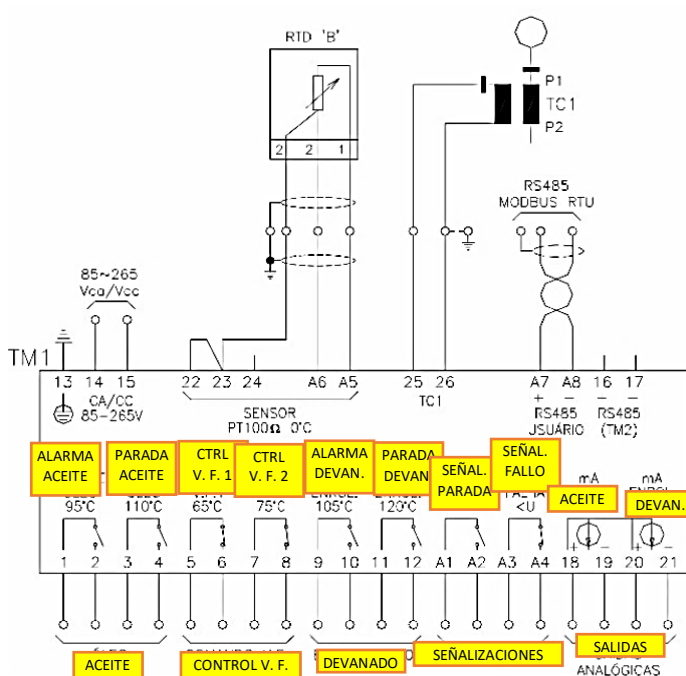 RTD 'B'
2 2 1
P1
TC1
P2
RS485
MODBUS RTU
85~265
Vca/Vcc
TM1
13 14 15 22 23 24 A6 A5 25 26 A7 A8 16 17
CA/CC
85-265V
SENSOR
PT100Ω 0°C
TC1
+ - + -
RS485
USUÁRIO
RS485
(TM2)
ALARMA
ACEITE
PARADA
ACEITE
CTRL
V. F. 1
CTRL
V. F. 2
ALARMA
DEVAN.
PARADA
DEVAN
SEÑAL.
PARADA
SEÑAL.
FALLO
mA
ACEITE
mA
DEVAN.
95°C 110°C 65°C 75°C 105°C 120°C <U
1 2 3 4 5 6 7 8 9 10 11 12 A1 A2 A3 A4 18 19 20 21
ACEITE
CONTROL V. F.
DEVANADO
SEÑALIZACIONES
SALIDAS
ANALÓGICAS